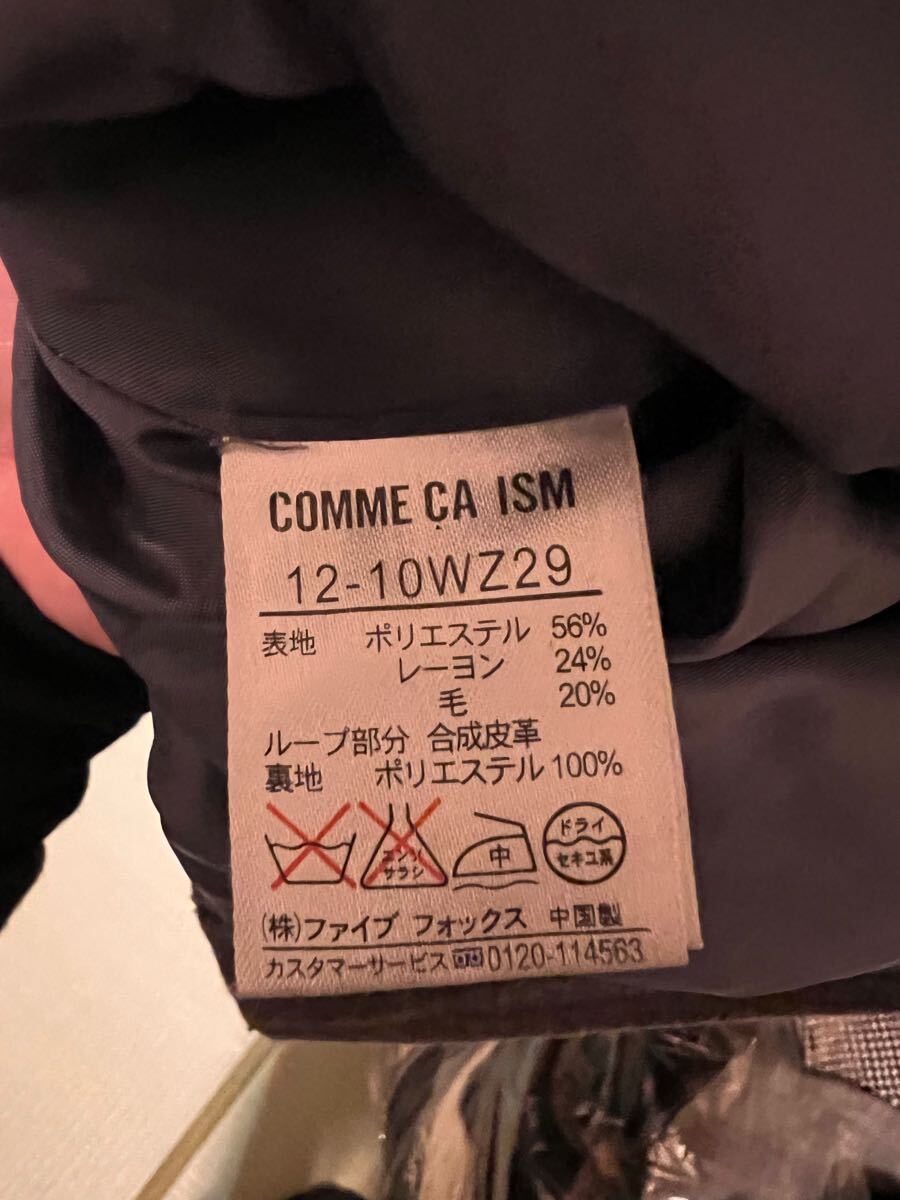 COMME ÇA ISM
12-10WZ29
表地 ポリエステル 56%
レーヨン 24%
毛 20%
ループ部分 合成皮革
裏地 ポリエステル 100%
エンソ
サラシ
中
ドライ
セキユ系
(株)ファイブ フォックス 中国製
カスタマーサービス 0120-114563